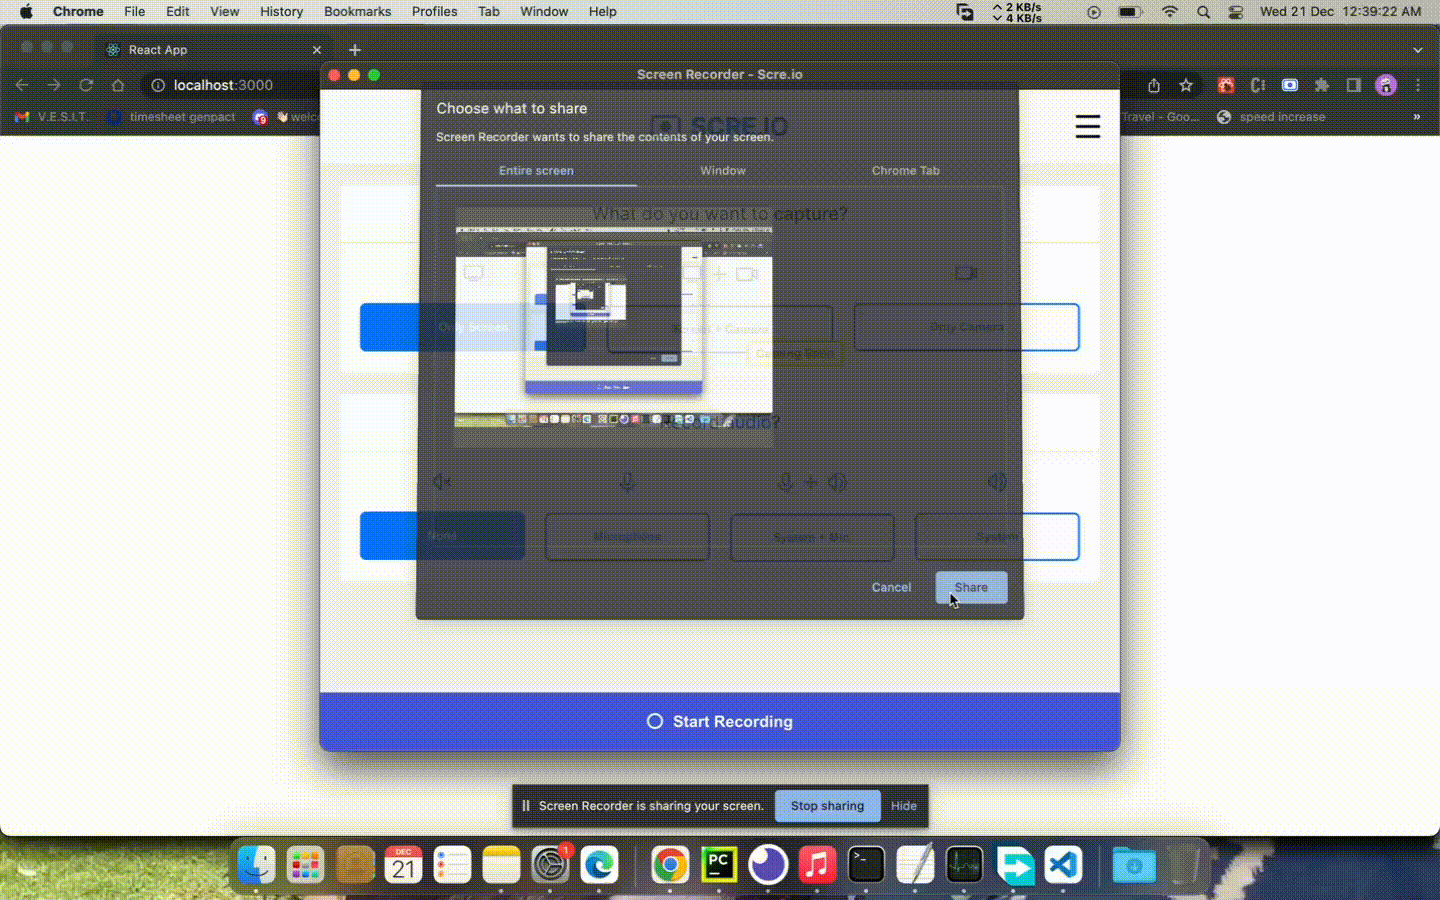 Chrome File Edit View History Bookmarks Profiles Tab Window Help 2 KB/s 4 KB/s Wed 21 Dec 12:39:22 AM
React App
localhost:3000
V.E.S.I.T. timesheet genpact Travel - Goo... speed increase »
Screen Recorder - Scre.io
Choose what to share
SCRE.IO
Screen Recorder wants to share the contents of your screen.
Entire screen Window Chrome Tab
What do you want to capture?
Only Screen Screen + Camera Only Camera
Coming Soon
Record audio?
None Microphone System + Mic System
Cancel Share
Start Recording
Screen Recorder is sharing your screen. Stop sharing Hide
DEC
21
1
PC